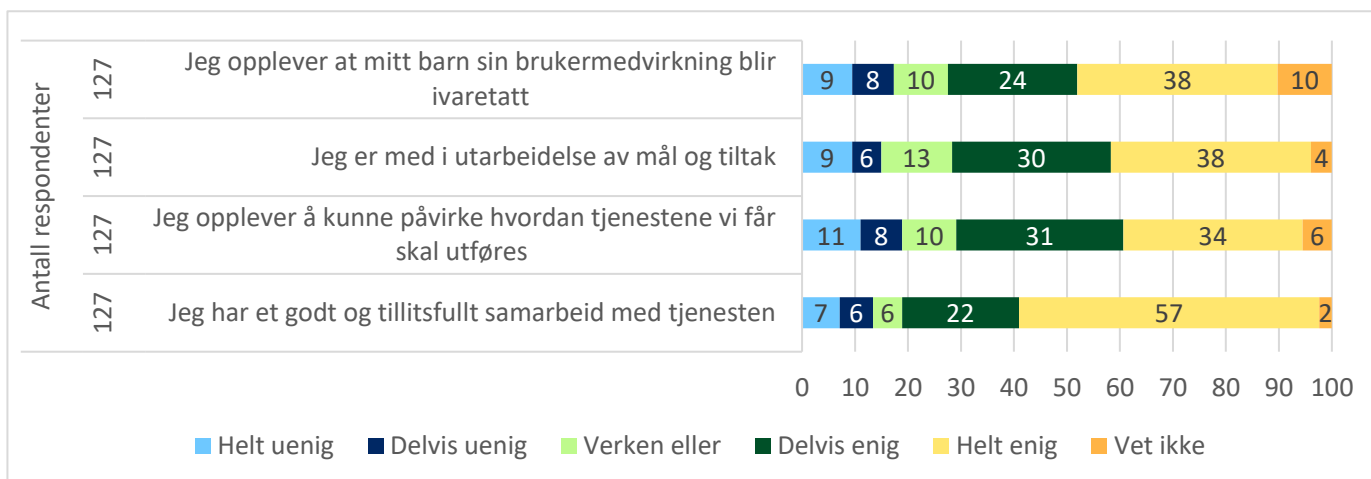 Antall respondenter
127
Jeg opplever at mitt barn sin brukermedvirkning blir
ivaretatt
9 8 10 24 38 10
127
Jeg er med i utarbeidelse av mål og tiltak
9 6 13 30 38 4
127
Jeg opplever å kunne påvirke hvordan tjenestene vi får
skal utføres
11 8 10 31 34 6
127
Jeg har et godt og tillitsfullt samarbeid med tjenesten
7 6 6 22 57 2
0 10 20 30 40 50 60 70 80 90 100
Helt uenig Delvis uenig Verken eller Delvis enig Helt enig Vet ikke